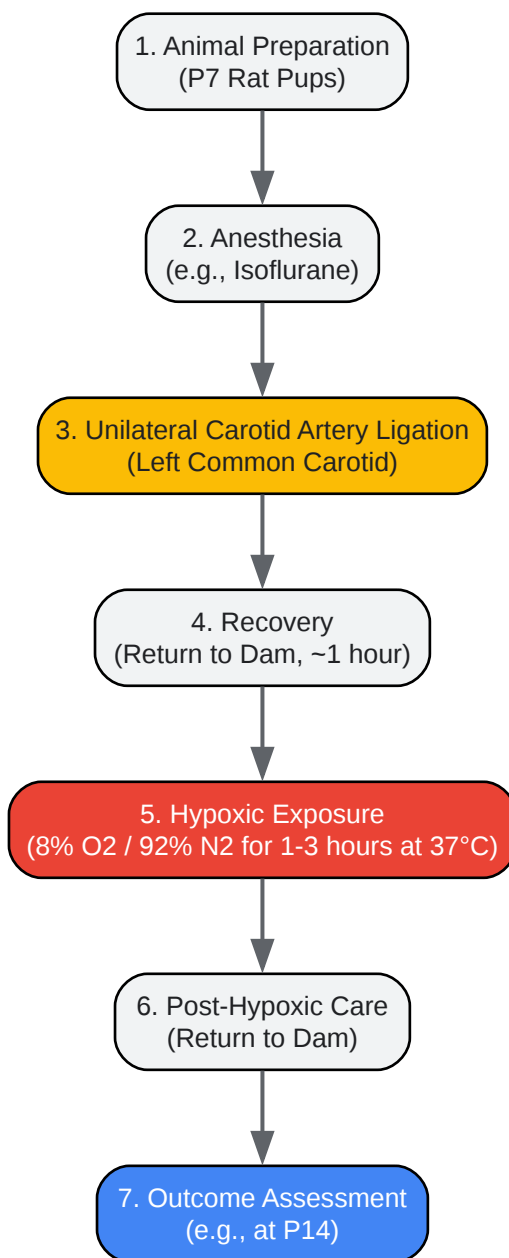 1. Animal Preparation
(P7 Rat Pups)
2. Anesthesia
(e.g., Isoflurane)
3. Unilateral Carotid Artery Ligation
(Left Common Carotid)
4. Recovery
(Return to Dam, ~1 hour)
5. Hypoxic Exposure
(8% O2 / 92% N2 for 1-3 hours at 37°C)
6. Post-Hypoxic Care
(Return to Dam)
7. Outcome Assessment
(e.g., at P14)